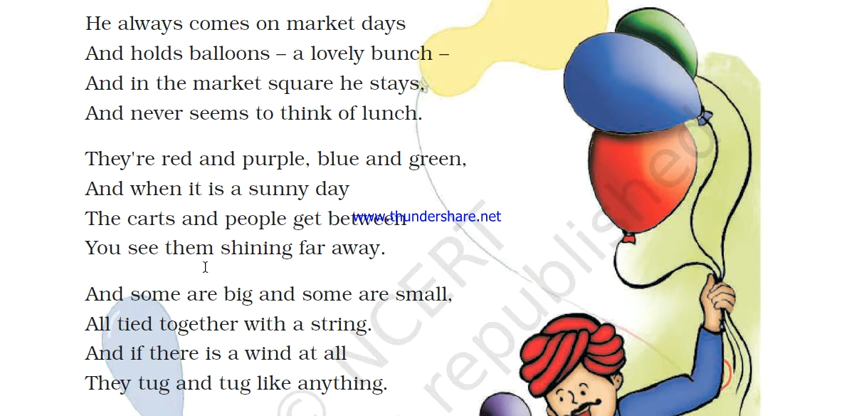 He always comes on market days
And holds balloons – a lovely bunch –
And in the market square he stays,
And never seems to think of lunch.
They're red and purple, blue and green,
And when it is a sunny day
The carts and people get between
www.thundershare.net
You see them shining far away.
And some are big and some are small,
All tied together with a string.
And if there is a wind at all
They tug and tug like anything.
© NCERT
republished